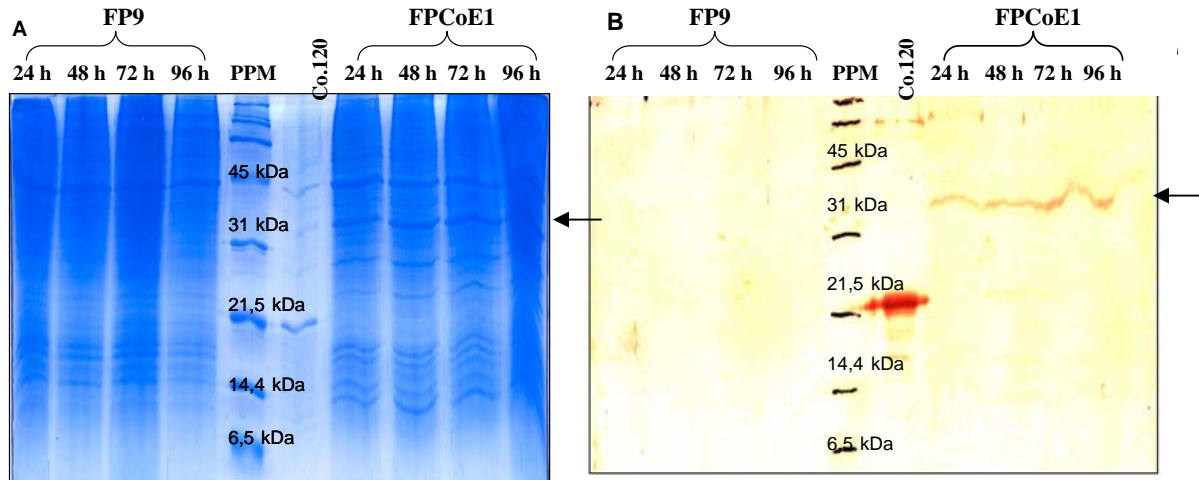 A FP9 FPCoE1
24 h 48 h 72 h 96 h PPM Co.120 24 h 48 h 72 h 96 h
45 kDa
31 kDa
21,5 kDa
14,4 kDa
6,5 kDa
B FP9 FPCoE1
24 h 48 h 72 h 96 h PPM Co.120 24 h 48 h 72 h 96 h
45 kDa
31 kDa
21,5 kDa
14,4 kDa
6,5 kDa